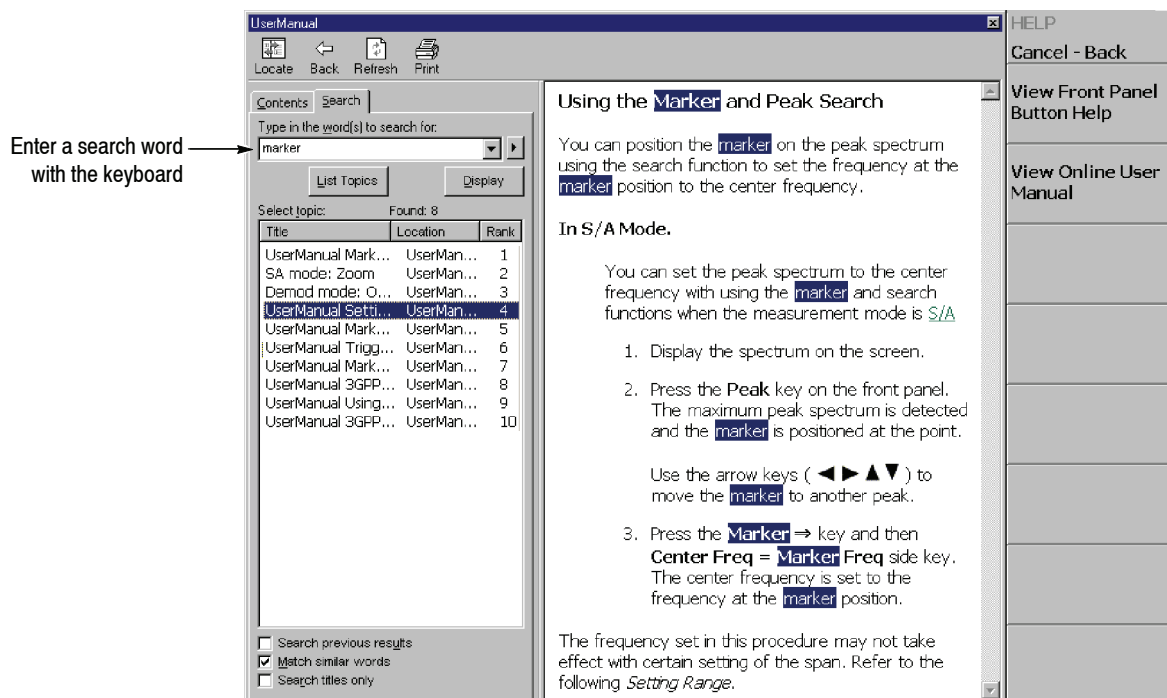 UserManual
Locate Back Refresh Print
Contents Search
Type in the word(s) to search for:
marker
List Topics Display
Select topic: Found: 8
Title Location Rank
UserManual Mark... UserMan... 1
SA mode: Zoom UserMan... 2
Demod mode: O... UserMan... 3
UserManual Setti... UserMan... 4
UserManual Mark... UserMan... 5
UserManual Trigg... UserMan... 6
UserManual Mark... UserMan... 7
UserManual 3GPP... UserMan... 8
UserManual Using... UserMan... 9
UserManual 3GPP... UserMan... 10
Search previous results
Match similar words
Search titles only
Enter a search word
with the keyboard
Using the Marker and Peak Search
You can position the marker on the peak spectrum
using the search function to set the frequency at the
marker position to the center frequency.
In S/A Mode.
You can set the peak spectrum to the center
frequency with using the marker and search
functions when the measurement mode is S/A
1. Display the spectrum on the screen.
2. Press the Peak key on the front panel.
The maximum peak spectrum is detected
and the marker is positioned at the point.
Use the arrow keys ( ◀ ▶ ▲ ▼ ) to
move the marker to another peak.
3. Press the Marker ⇒ key and then
Center Freq = Marker Freq side key.
The center frequency is set to the
frequency at the marker position.
The frequency set in this procedure may not take
effect with certain setting of the span. Refer to the
following Setting Range.
HELP
Cancel - Back
View Front Panel
Button Help
View Online User
Manual